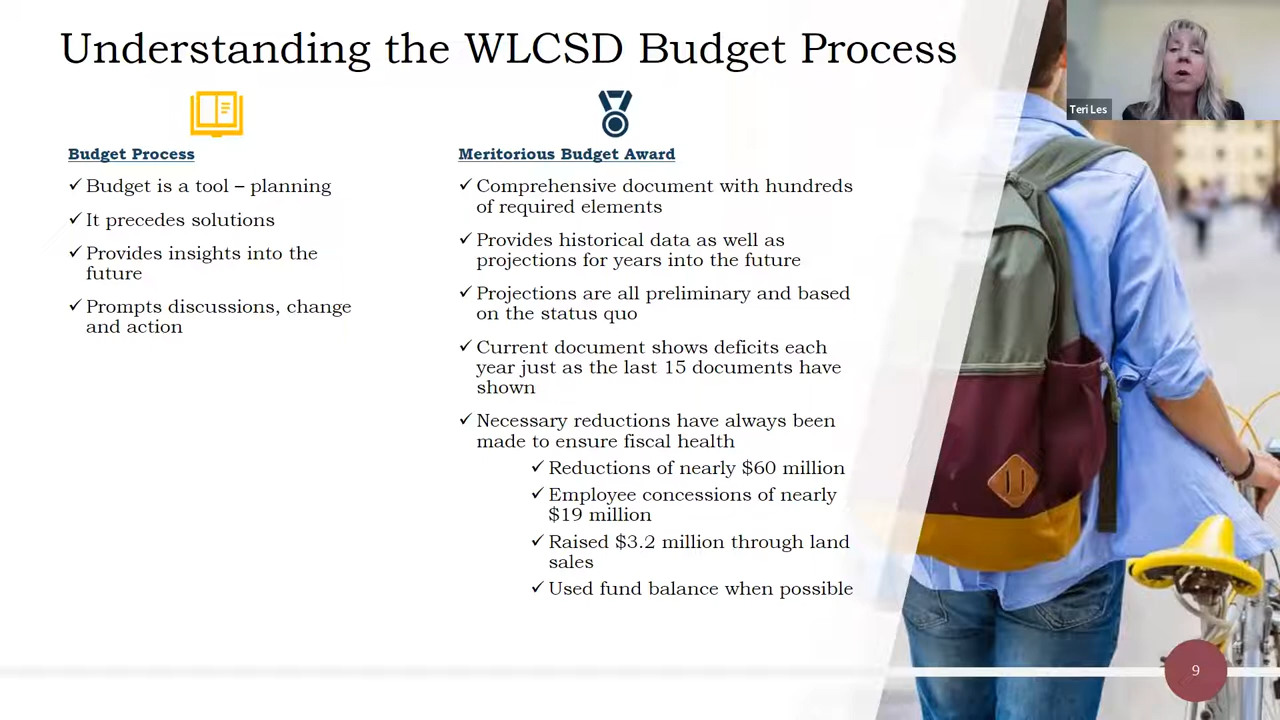 Understanding the WLCSD Budget Process
Teri Les
Budget Process
✓ Budget is a tool – planning
✓ It precedes solutions
✓ Provides insights into the
future
✓ Prompts discussions, change
and action
Meritorious Budget Award
✓ Comprehensive document with hundreds
of required elements
✓ Provides historical data as well as
projections for years into the future
✓ Projections are all preliminary and based
on the status quo
✓ Current document shows deficits each
year just as the last 15 documents have
shown
✓ Necessary reductions have always been
made to ensure fiscal health
✓ Reductions of nearly $60 million
✓ Employee concessions of nearly
$19 million
✓ Raised $3.2 million through land
sales
✓ Used fund balance when possible
9